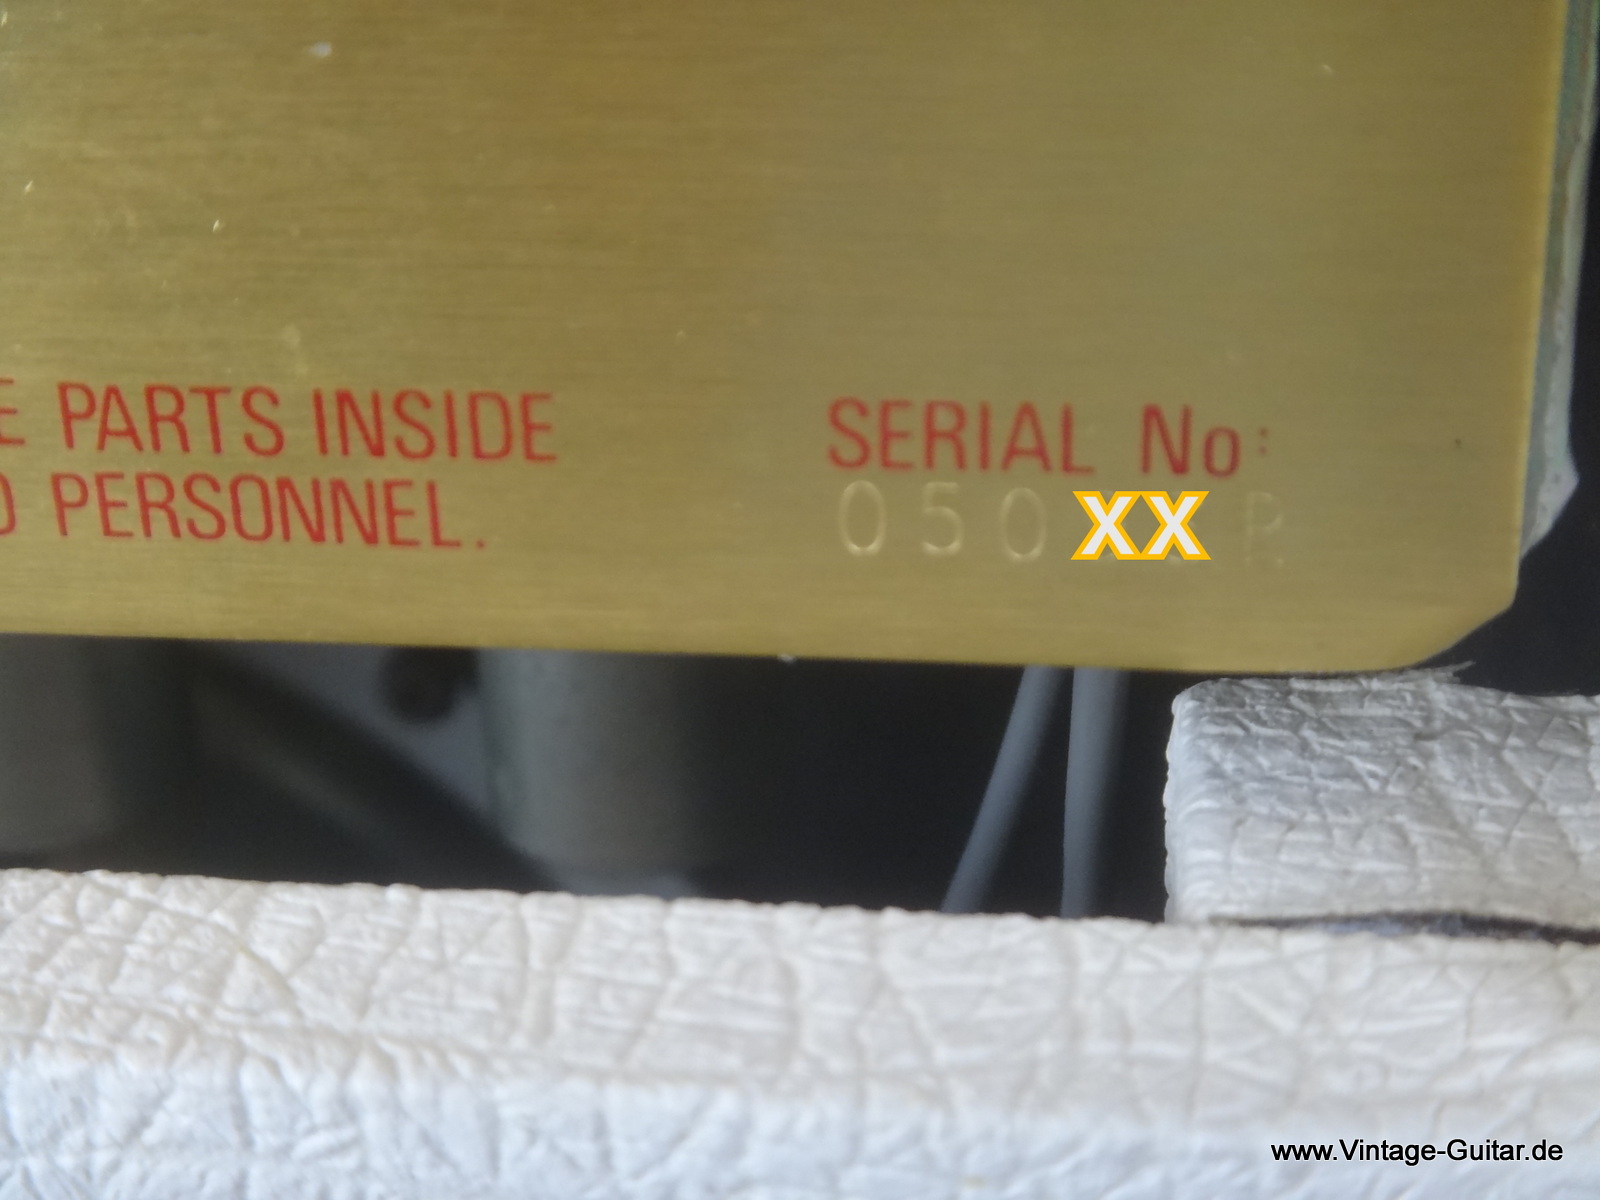 E PARTS INSIDE
D PERSONNEL.
SERIAL No:
050XX R
www.Vintage-Guitar.de